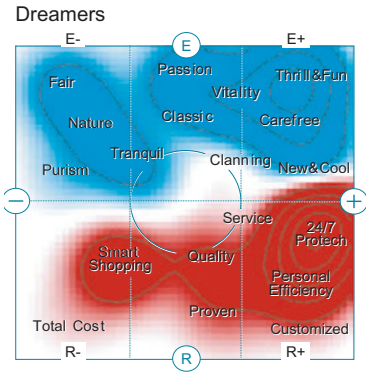 Dreamers
E- E E+
Passion Thrill&Fun
Fair
Vitality
Classic Carefree
Nature
Tranquil Clanning
Purism New&Cool
− +
Service
24/7
Protech
Smart
Shopping
Quality
Personal
Efficiency
Proven
Total Cost Customized
R- R R+